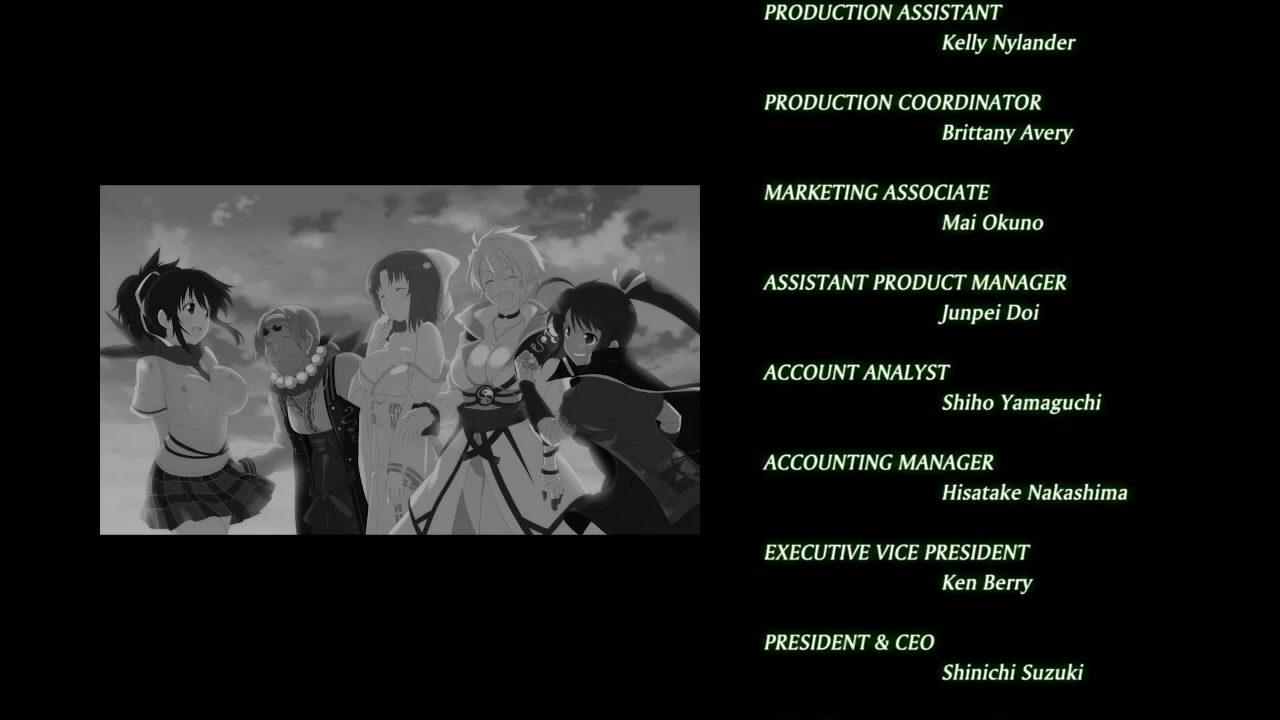 PRODUCTION ASSISTANT
Kelly Nylander
PRODUCTION COORDINATOR
Brittany Avery
MARKETING ASSOCIATE
Mai Okuno
ASSISTANT PRODUCT MANAGER
Junpei Doi
ACCOUNT ANALYST
Shiho Yamaguchi
ACCOUNTING MANAGER
Hisatake Nakashima
EXECUTIVE VICE PRESIDENT
Ken Berry
PRESIDENT & CEO
Shinichi Suzuki